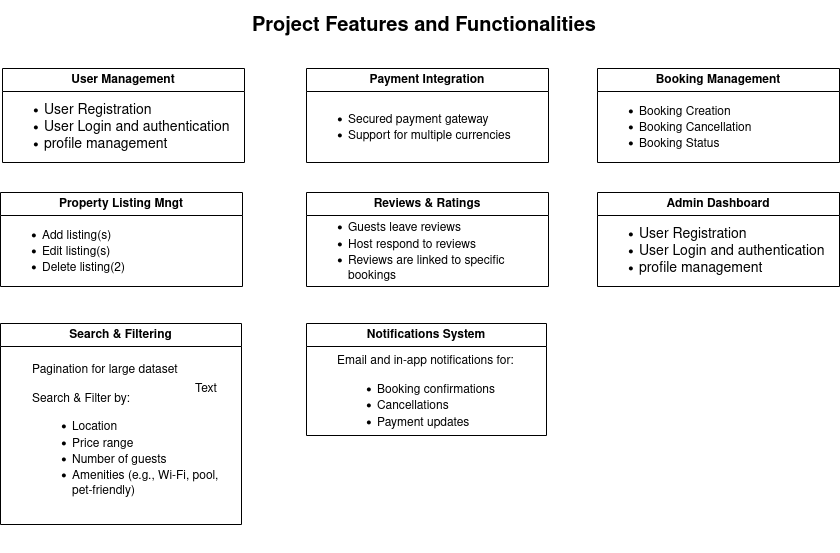 Project Features and Functionalities
User Management
• User Registration
• User Login and authentication
• profile management
Payment Integration
• Secured payment gateway
• Support for multiple currencies
Booking Management
• Booking Creation
• Booking Cancellation
• Booking Status
Property Listing Mngt
• Add listing(s)
• Edit listing(s)
• Delete listing(2)
Reviews & Ratings
• Guests leave reviews
• Host respond to reviews
• Reviews are linked to specific
bookings
Admin Dashboard
• User Registration
• User Login and authentication
• profile management
Search & Filtering
Pagination for large dataset
Text
Search & Filter by:
• Location
• Price range
• Number of guests
• Amenities (e.g., Wi-Fi, pool,
pet-friendly)
Notifications System
Email and in-app notifications for:
• Booking confirmations
• Cancellations
• Payment updates